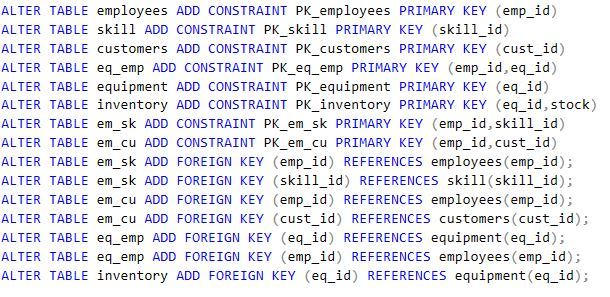 ALTER TABLE employees ADD CONSTRAINT PK_employees PRIMARY KEY (emp_id)
ALTER TABLE skill ADD CONSTRAINT PK_skill PRIMARY KEY (skill_id)
ALTER TABLE customers ADD CONSTRAINT PK_customers PRIMARY KEY (cust_id)
ALTER TABLE eq_emp ADD CONSTRAINT PK_eq_emp PRIMARY KEY (emp_id,eq_id)
ALTER TABLE equipment ADD CONSTRAINT PK_equipment PRIMARY KEY (eq_id)
ALTER TABLE inventory ADD CONSTRAINT PK_inventory PRIMARY KEY (eq_id,stock)
ALTER TABLE em_sk ADD CONSTRAINT PK_em_sk PRIMARY KEY (emp_id,skill_id)
ALTER TABLE em_cu ADD CONSTRAINT PK_em_cu PRIMARY KEY (emp_id,cust_id)
ALTER TABLE em_sk ADD FOREIGN KEY (emp_id) REFERENCES employees(emp_id);
ALTER TABLE em_sk ADD FOREIGN KEY (skill_id) REFERENCES skill(skill_id);
ALTER TABLE em_cu ADD FOREIGN KEY (emp_id) REFERENCES employees(emp_id);
ALTER TABLE em_cu ADD FOREIGN KEY (cust_id) REFERENCES customers(cust_id);
ALTER TABLE eq_emp ADD FOREIGN KEY (eq_id) REFERENCES equipment(eq_id);
ALTER TABLE eq_emp ADD FOREIGN KEY (emp_id) REFERENCES employees(emp_id);
ALTER TABLE inventory ADD FOREIGN KEY (eq_id) REFERENCES equipment(eq_id);